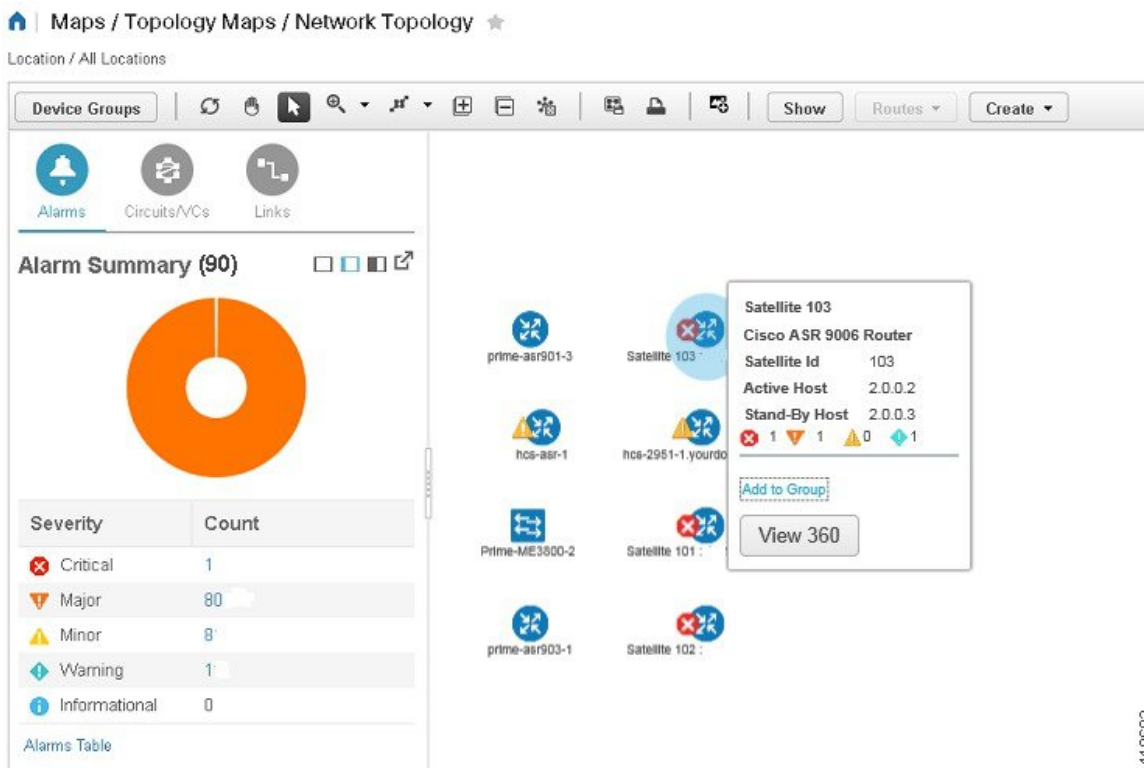 Maps / Topology Maps / Network Topology
Location / All Locations
Device Groups
Show
Routes
Create
Alarms
Circuits/VCs
Links
Alarm Summary (90)
Severity Count
Critical 1
Major 80
Minor 8
Warning 1
Informational 0
Alarms Table
prime-asr901-3
Satellite 103
hcs-asr-1
hcs-2951-1.yourdo
Prime-ME3800-2
Satellite 101 :
prime-asr903-1
Satellite 102 :
Satellite 103
Cisco ASR 9006 Router
Satellite Id 103
Active Host 2.0.0.2
Stand-By Host 2.0.0.3
1 1 0 1
Add to Group
View 360